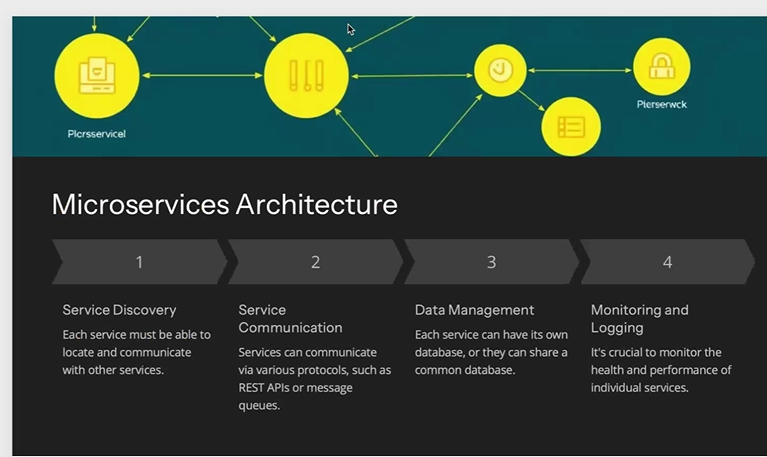 Plcrsservicel
Pterserwck
Microservices Architecture
1
2
3
4
Service Discovery
Each service must be able to
locate and communicate
with other services.
Service
Communication
Services can communicate
via various protocols, such as
REST APIs or message
queues.
Data Management
Each service can have its own
database, or they can share a
common database.
Monitoring and
Logging
It's crucial to monitor the
health and performance of
individual services.